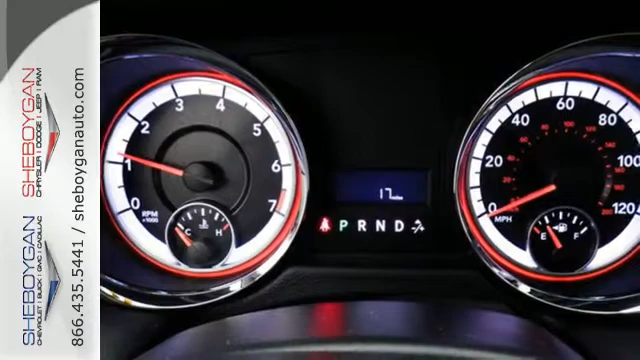 SHEBOYGAN
CHEVROLET | BUICK | GMC | CADILLAC
SHEBOYGAN
CHRYSLER | DODGE | JEEP | RAM
866.435.5441 / sheboyganauto.com
0 1 2 3 4 5 6 7
RPM
x1000
C H
17 miles
P R N D
0 20 40 60 80 100 120
MPH
E F